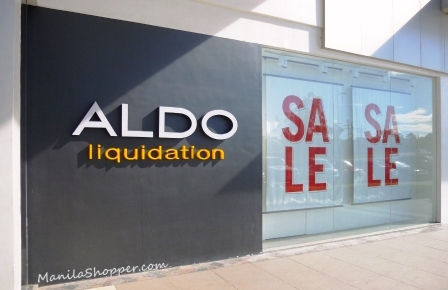 ALDO
liquidation
SA
LE
SA
LE
ManilaShopper.com